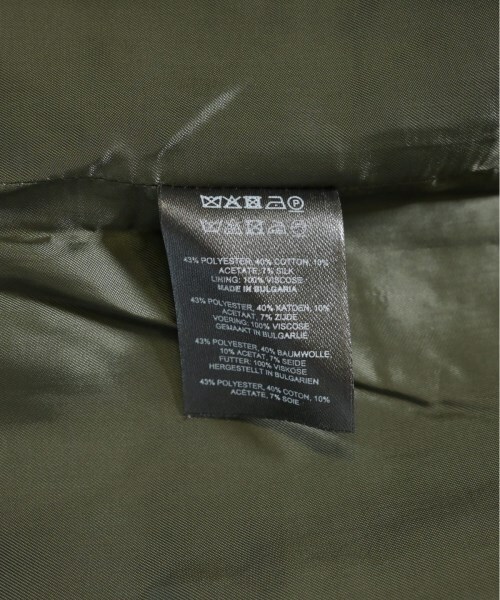 P
43% POLYESTER, 40% COTTON, 10%
ACETATE, 7% SILK
LINING: 100% VISCOSE
MADE IN BULGARIA
43% POLYESTER, 40% KATOEN, 10%
ACETAAT, 7% ZIJDE
VOERING: 100% VISCOSE
GEMAAKT IN BULGARIJE
43% POLYESTER, 40% BAUMWOLLE,
10% ACETAT, 7% SEIDE
FUTTER: 100% VISKOSE
HERGESTELLT IN BULGARIEN
43% POLYESTER, 40% COTON, 10%
ACÉTATE, 7% SOIE